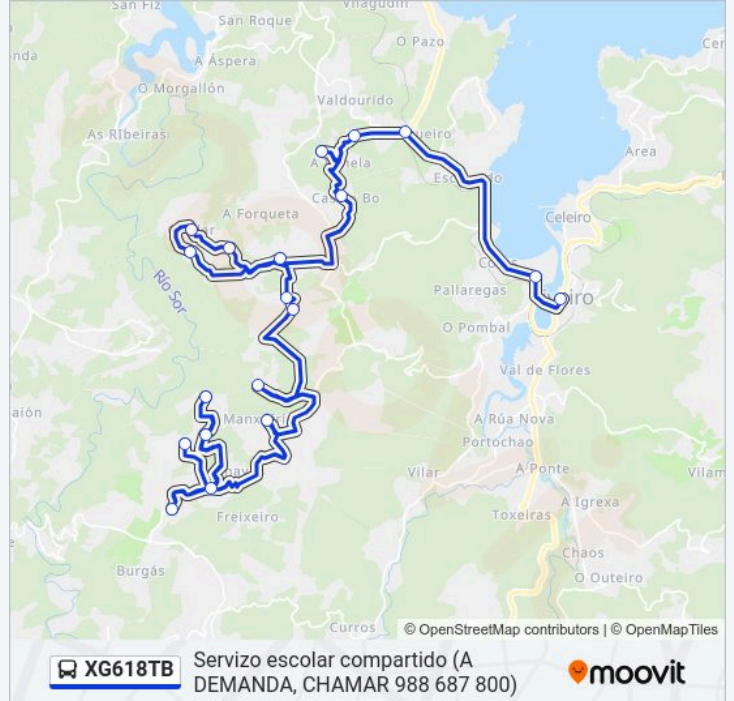 San Fiz
Vilagudín
San Roque
O Pazo
A Áspera
O Morgallón
Valdourido
As RIbeiras
Area
A Forqueta
Celeiro
Río Sor
Pallaregas
O Pombal
Val de Flores
A Rúa Nova
Portochao
Vilar
A Ponte
A Igrexa
Freixeiro
Toxeiras
Chaos
O Outeiro
Burgás
Curros
© OpenStreetMap contributors | © OpenMapTiles
XG618TB
Servizo escolar compartido (A
DEMANDA, CHAMAR 988 687 800)
moovit